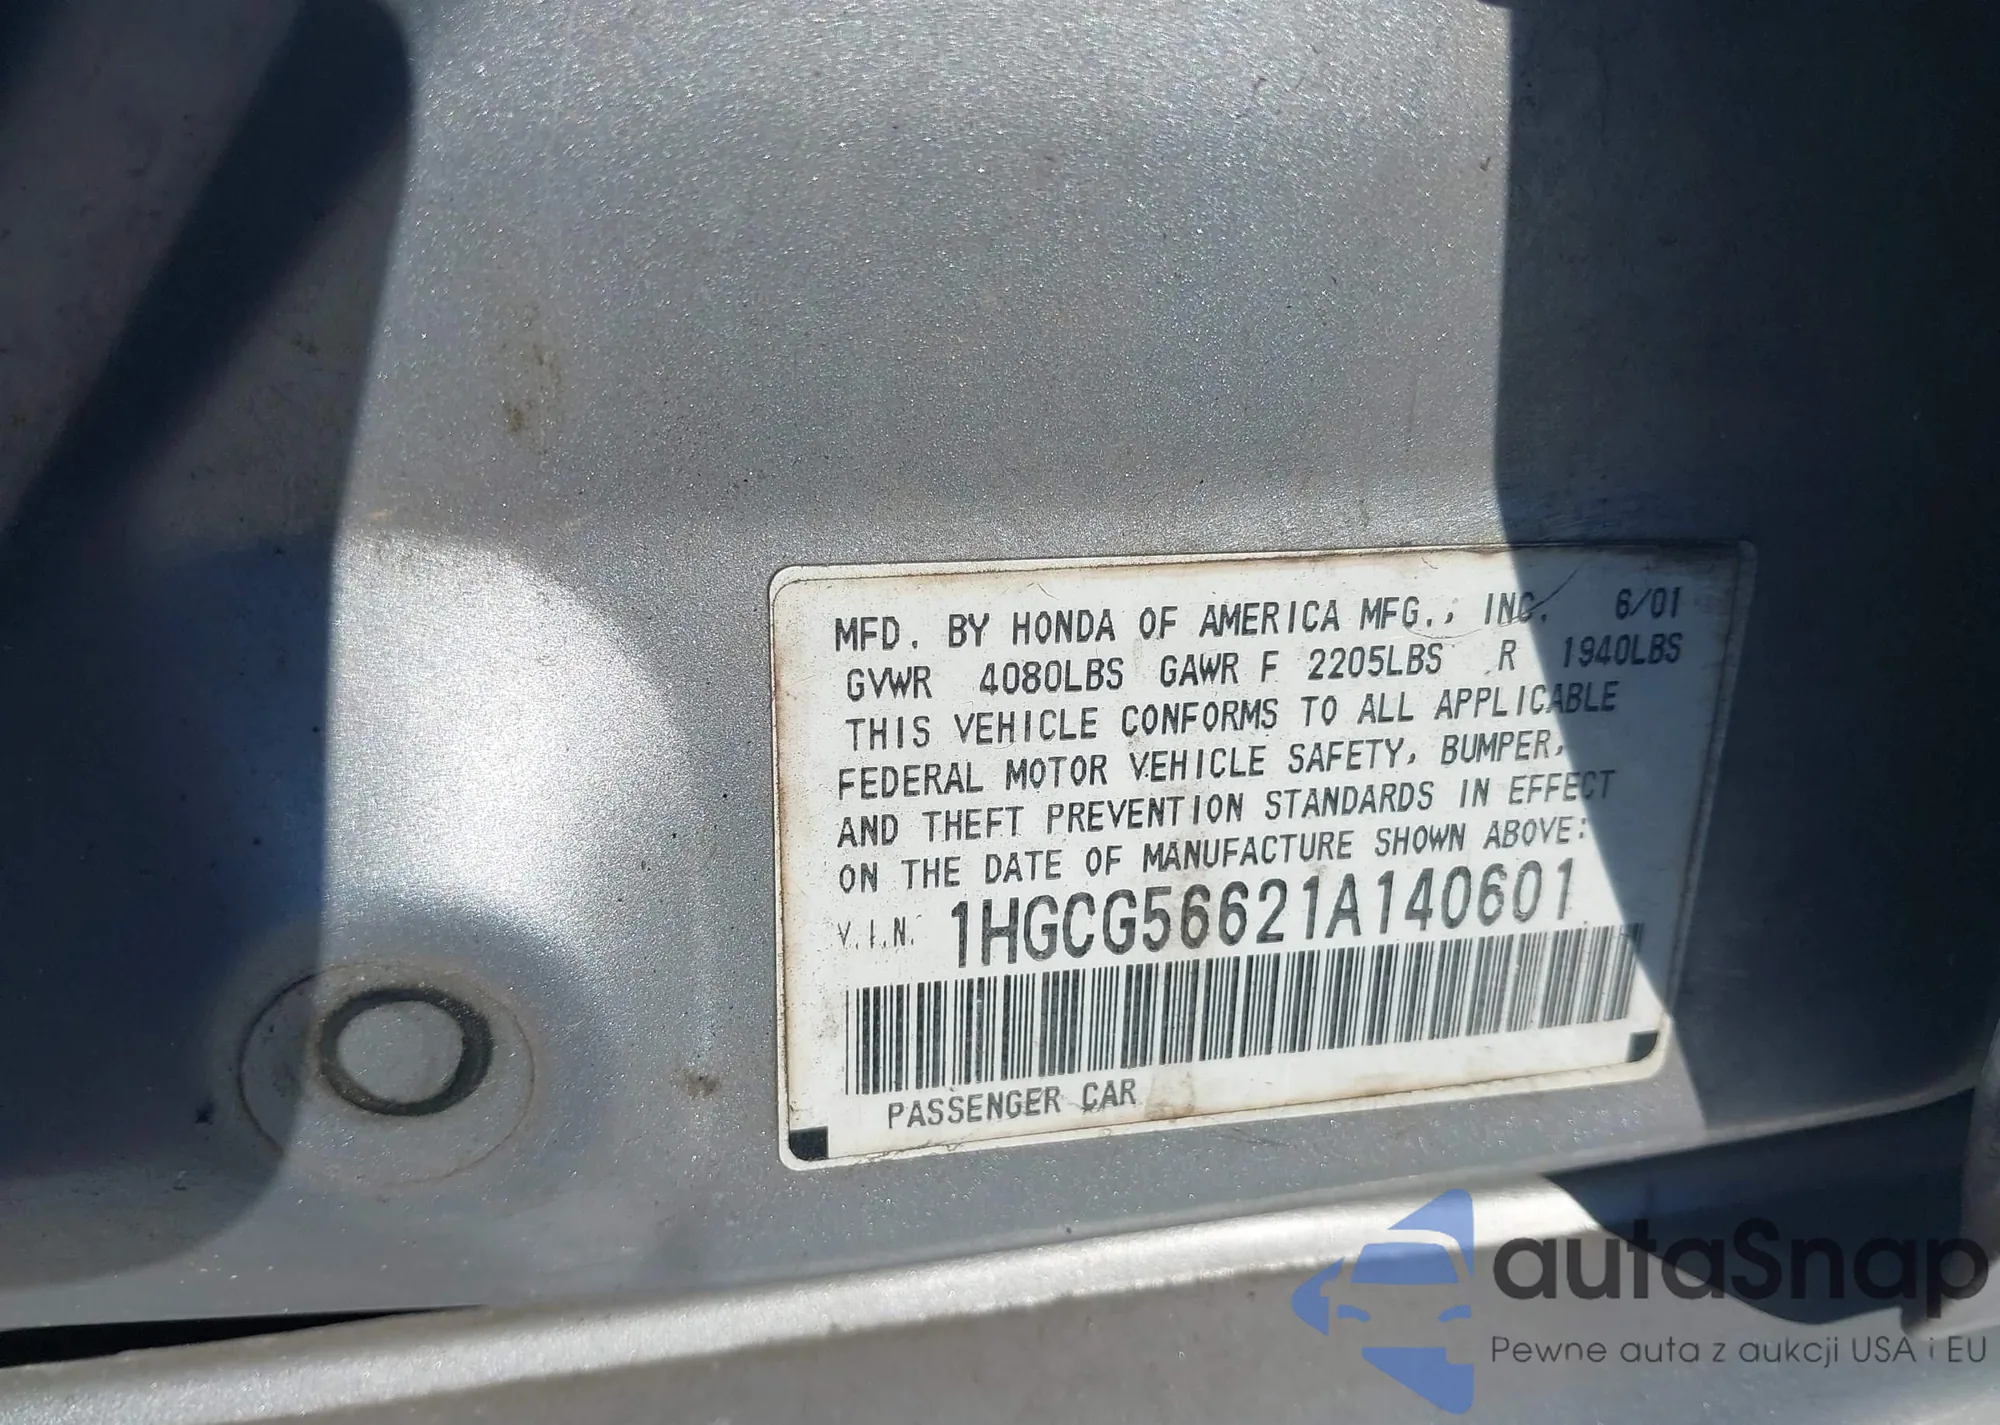 MFD. BY HONDA OF AMERICA MFG., INC. 6/01
GVWR 4080LBS GAWR F 2205LBS R 1940LBS
THIS VEHICLE CONFORMS TO ALL APPLICABLE
FEDERAL MOTOR VEHICLE SAFETY, BUMPER,
AND THEFT PREVENTION STANDARDS IN EFFECT
ON THE DATE OF MANUFACTURE SHOWN ABOVE:
V.I.N. 1HGCG56621A140601
PASSENGER CAR
autaSnap
Pewne auta z aukcji USA i EU